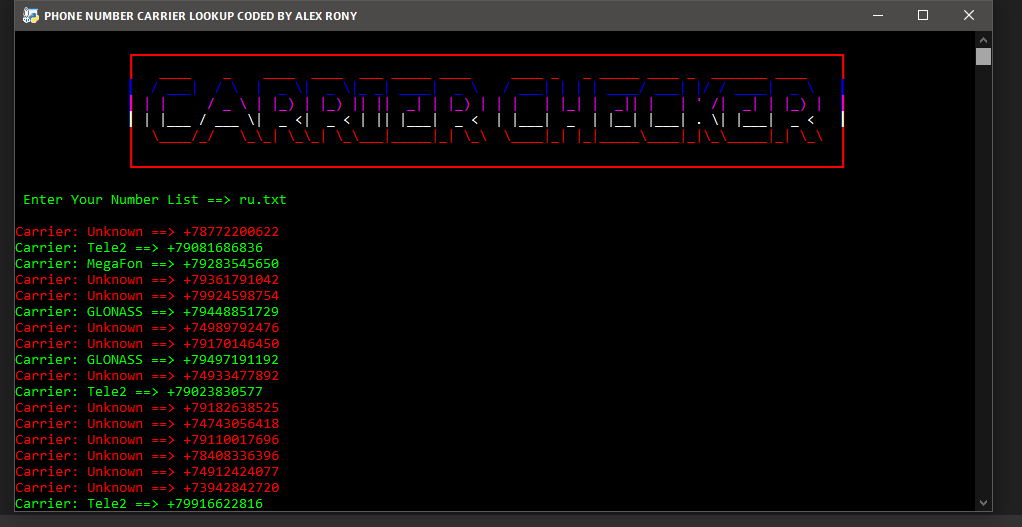 PHONE NUMBER CARRIER LOOKUP CODED BY ALEX RONY
CARRIER CHECKER
Enter Your Number List ==> ru.txt
Carrier: Unknown ==> +78772200622
Carrier: Tele2 ==> +79081686836
Carrier: MegaFon ==> +79283545650
Carrier: Unknown ==> +79361791042
Carrier: Unknown ==> +79924598754
Carrier: GLONASS ==> +79448851729
Carrier: Unknown ==> +74989792476
Carrier: Unknown ==> +79170146450
Carrier: GLONASS ==> +79497191192
Carrier: Unknown ==> +74933477892
Carrier: Tele2 ==> +79023830577
Carrier: Unknown ==> +79182638525
Carrier: Unknown ==> +74743056418
Carrier: Unknown ==> +79110017696
Carrier: Unknown ==> +78408336396
Carrier: Unknown ==> +74912424077
Carrier: Unknown ==> +73942842720
Carrier: Tele2 ==> +79916622816